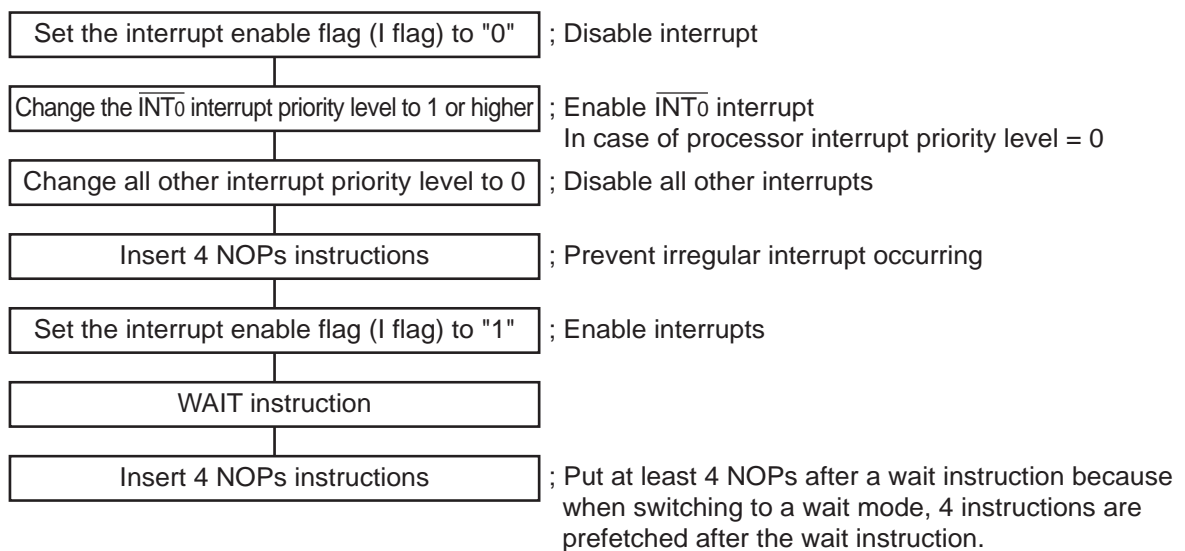 Set the interrupt enable flag (I flag) to "0" ; Disable interrupt
Change the I̅N̅T̅0̅ interrupt priority level to 1 or higher ; Enable I̅N̅T̅0̅ interrupt
In case of processor interrupt priority level = 0
Change all other interrupt priority level to 0 ; Disable all other interrupts
Insert 4 NOPs instructions ; Prevent irregular interrupt occurring
Set the interrupt enable flag (I flag) to "1" ; Enable interrupts
WAIT instruction
Insert 4 NOPs instructions ; Put at least 4 NOPs after a wait instruction because
when switching to a wait mode, 4 instructions are
prefetched after the wait instruction.